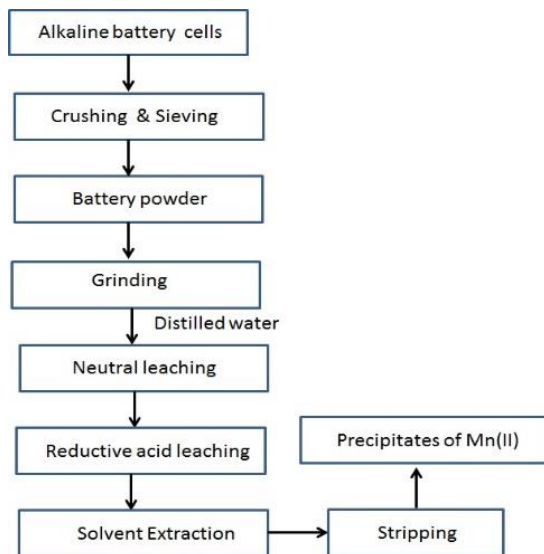 Alkaline battery cells
Crushing & Sieving
Battery powder
Grinding
Distilled water
Neutral leaching
Reductive acid leaching
Precipitates of Mn(II)
Solvent Extraction
Stripping